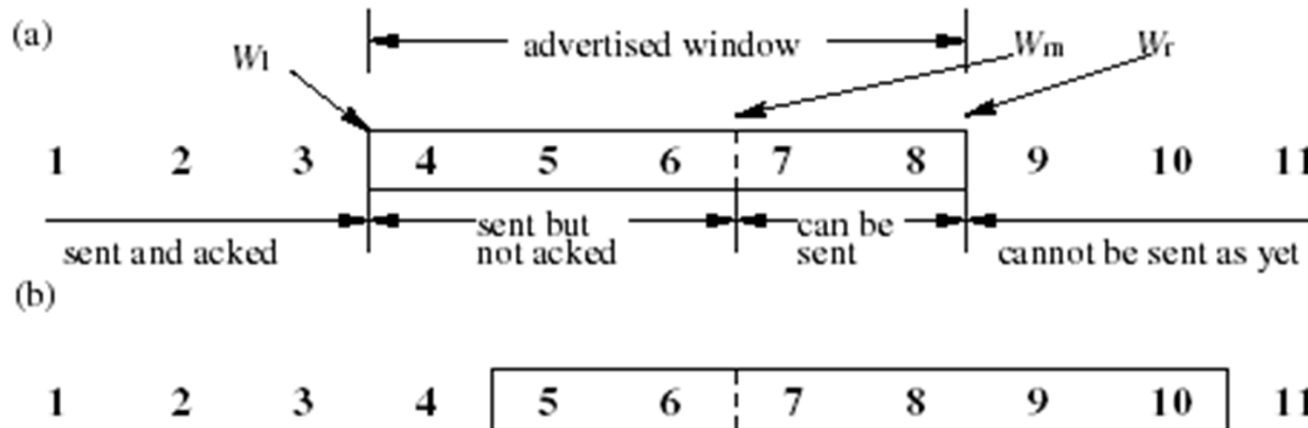 (a)
advertised window
Wl Wm Wr
1 2 3 4 5 6 7 8 9 10 11
sent and acked
sent but
not acked
can be
sent
cannot be sent as yet
(b)
1 2 3 4 5 6 7 8 9 10 11